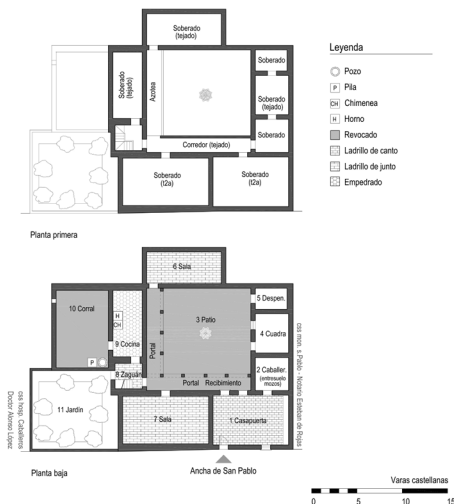 Soberado
(tejado)
Leyenda
Soberado
Pozo
P
Pila
Soberado
(tejado)
Azotea
CH
Chimenea
Soberado
(tejado)
H
Horno
Revocado
Soberado
Ladrillo de canto
Corredor (tejado)
Ladrillo de junto
Empedrado
Soberado
(t2a)
Soberado
(t2a)
Planta primera
6 Sala
10 Corral
5 Despen.
H
CH
3 Patio
4 Cuadra
9 Cocina
Portal
P
8 Zaguán
2 Caballer.
(entresuelo
mozos)
Portal
Recibimiento
11 Jardín
7 Sala
1 Casapuerta
css mon. s.Pablo - Notario Esteban de Rojas
css hosp. Caballeros
Doctor Alonso López
Planta baja
Ancha de San Pablo
Varas castellanas
0 5 10 15